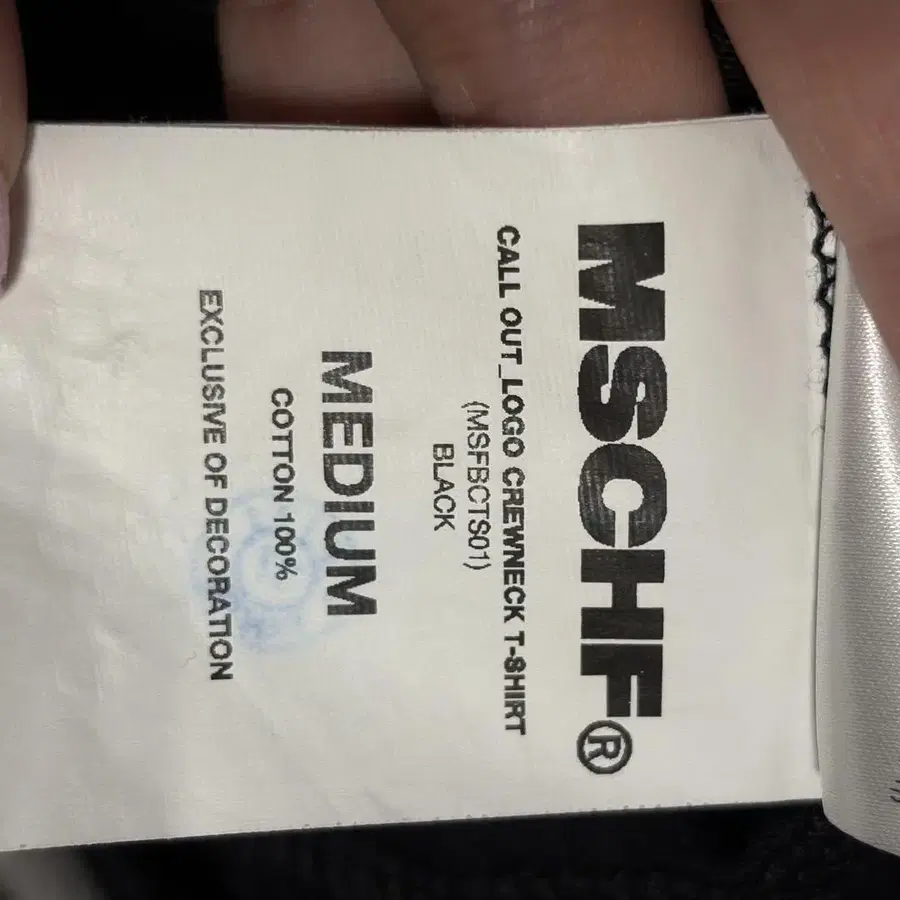 MSCHF®
CALL OUT_LOGO CREWNECK T-SHIRT
(MSFBCTS01)
BLACK
MEDIUM
COTTON 100%
EXCLUSIVE OF DECORATION